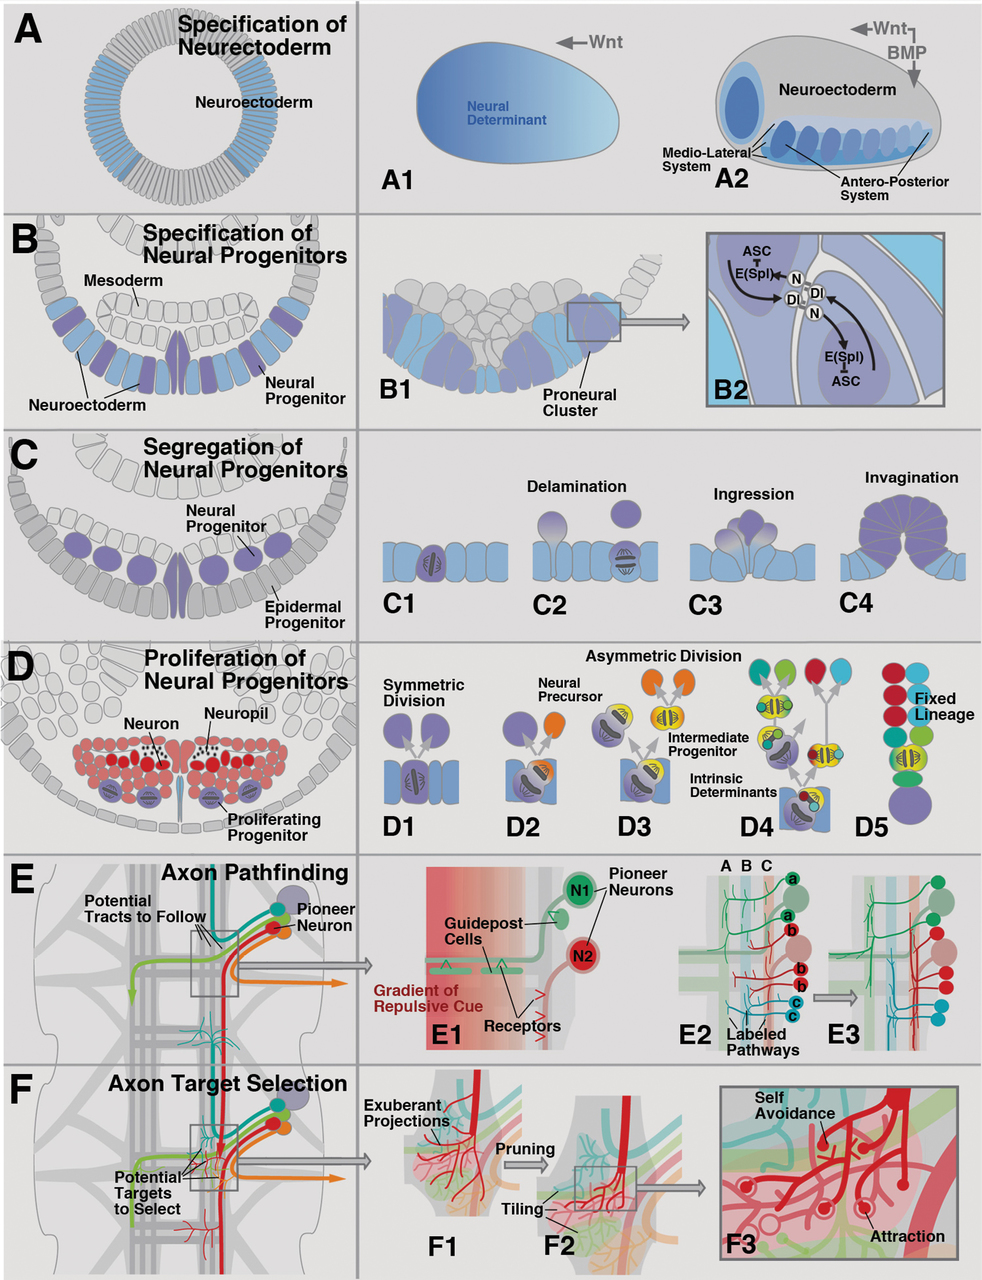 A
Specification of
Neurectoderm
Neuroectoderm
Wnt
Neural
Determinant
A1
Wnt
BMP
Neuroectoderm
Medio-Lateral
System
A2
Antero-Posterior
System
B
Specification of
Neural Progenitors
Mesoderm
Neuroectoderm
Neural
Progenitor
B1
Proneural
Cluster
ASC
E(Spl)
N
Dl
Dl
N
E(Spl)
ASC
B2
C
Segregation of
Neural Progenitors
Neural
Progenitor
Epidermal
Progenitor
C1
Delamination
C2
Ingression
C3
Invagination
C4
D
Proliferation of
Neural Progenitors
Neuron
Neuropil
Proliferating
Progenitor
Symmetric
Division
D1
Asymmetric Division
Neural
Precursor
D2
Intermediate
Progenitor
D3
Intrinsic
Determinants
D4
Fixed
Lineage
D5
E
Axon Pathfinding
Potential
Tracts to Follow
Pioneer
Neuron
N1
Pioneer
Neurons
Guidepost
Cells
N2
Gradient of
Repulsive Cue
Receptors
E1
A B C
a
a
b
b
b
c
c
E2
Labeled
Pathways
E3
F
Axon Target Selection
Potential
Targets
to Select
Exuberant
Projections
F1
Pruning
Tiling
F2
Self
Avoidance
Attraction
F3